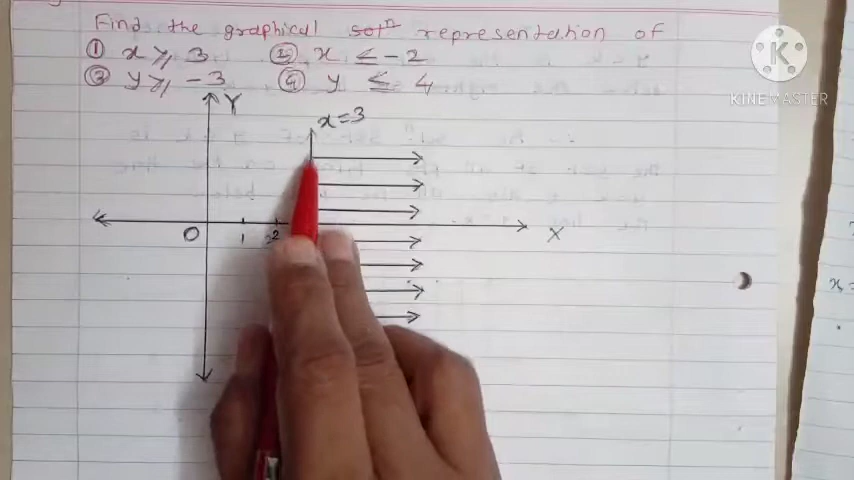 Find the graphical solⁿ representation of
① x ≥ 3 ② x ≤ -2
③ y ≥ -3 ④ y ≤ 4
KINEMASTER
Y
x=3
O 1 2 X
x=